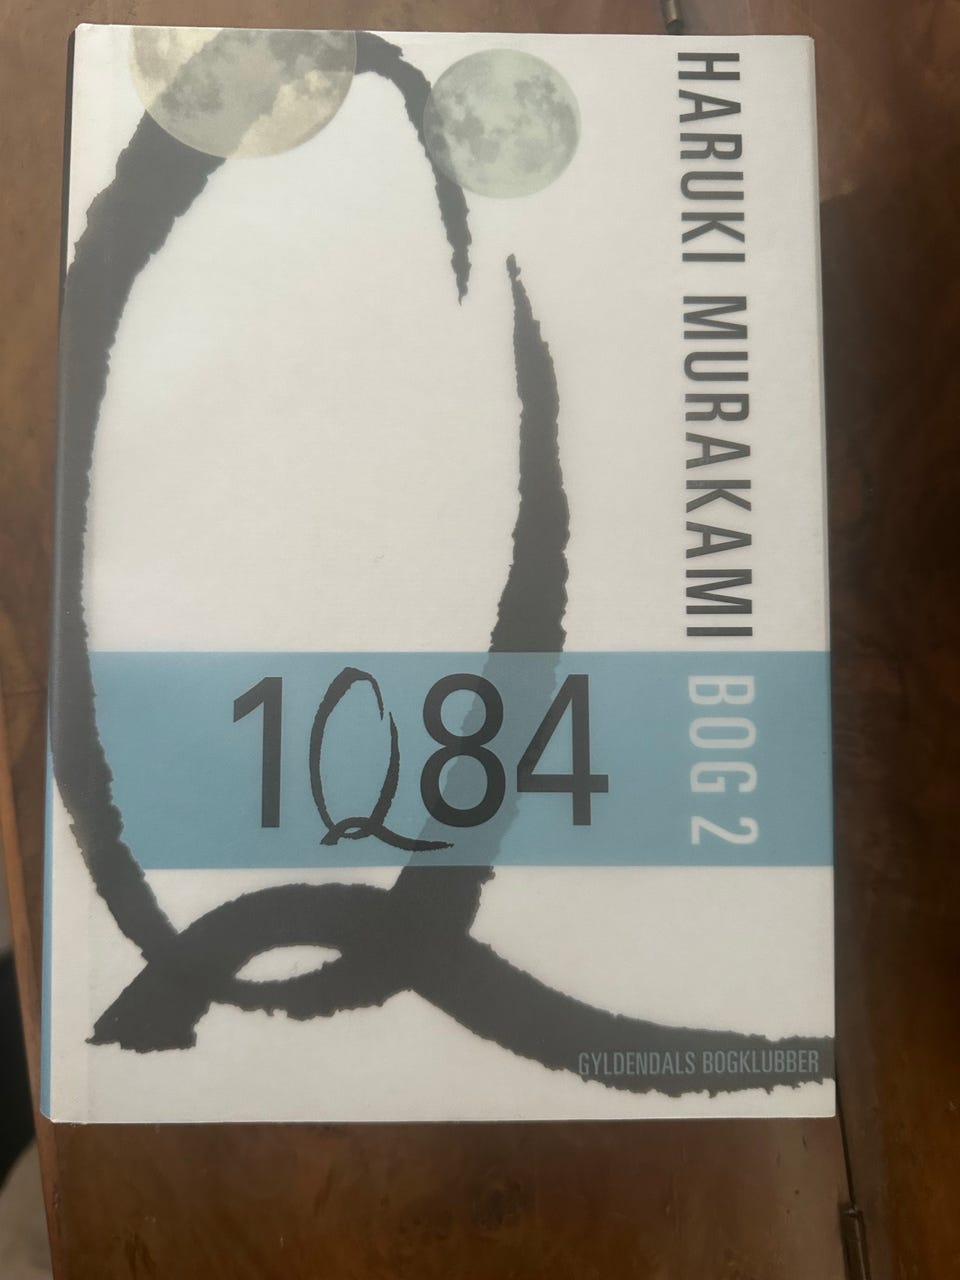 HARUKI MURAKAMI BOG 2
1Q84
GYLDENDALS BOGKLUBBER